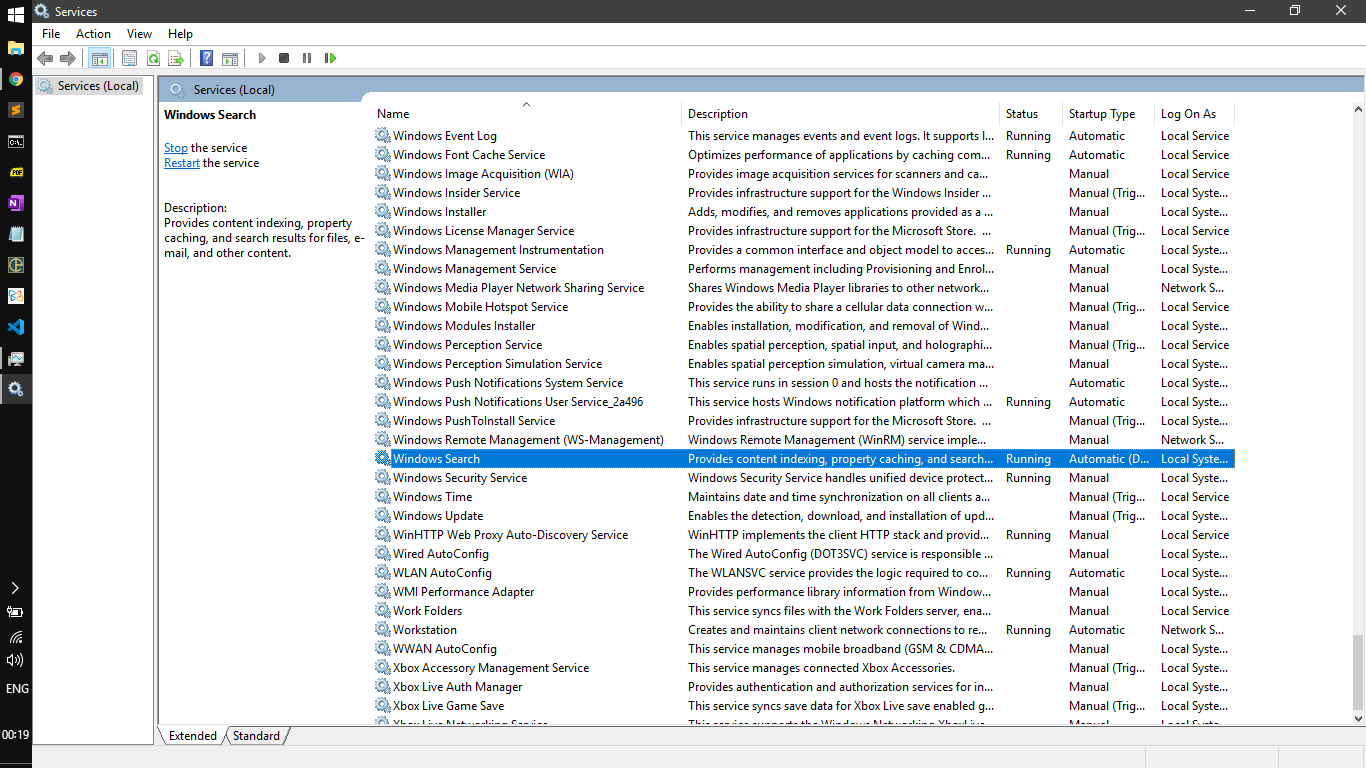 Services
File Action View Help
Services (Local)
Services (Local)
Windows Search
Stop the service
Restart the service
Description:
Provides content indexing, property
caching, and search results for files, e-
mail, and other content.
Name Description Status Startup Type Log On As
Windows Event Log This service manages events and event logs. It supports l... Running Automatic Local Service
Windows Font Cache Service Optimizes performance of applications by caching com... Running Automatic Local Service
Windows Image Acquisition (WIA) Provides image acquisition services for scanners and ca... Manual Local Service
Windows Insider Service Provides infrastructure support for the Windows Insider ... Manual (Trig... Local Syste...
Windows Installer Adds, modifies, and removes applications provided as a ... Manual Local Syste...
Windows License Manager Service Provides infrastructure support for the Microsoft Store. ... Manual (Trig... Local Service
Windows Management Instrumentation Provides a common interface and object model to acces... Running Automatic Local Syste...
Windows Management Service Performs management including Provisioning and Enrol... Manual Local Syste...
Windows Media Player Network Sharing Service Shares Windows Media Player libraries to other network... Manual Network S...
Windows Mobile Hotspot Service Provides the ability to share a cellular data connection w... Manual (Trig... Local Service
Windows Modules Installer Enables installation, modification, and removal of Wind... Manual Local Syste...
Windows Perception Service Enables spatial perception, spatial input, and holographi... Manual (Trig... Local Service
Windows Perception Simulation Service Enables spatial perception simulation, virtual camera ma... Manual Local Syste...
Windows Push Notifications System Service This service runs in session 0 and hosts the notification ... Automatic Local Syste...
Windows Push Notifications User Service_2a496 This service hosts Windows notification platform which ... Running Automatic Local Syste...
Windows PushToInstall Service Provides infrastructure support for the Microsoft Store. ... Manual (Trig... Local Syste...
Windows Remote Management (WS-Management) Windows Remote Management (WinRM) service imple... Manual Network S...
Windows Search Provides content indexing, property caching, and search... Running Automatic (D... Local Syste...
Windows Security Service Windows Security Service handles unified device protect... Running Manual Local Syste...
Windows Time Maintains date and time synchronization on all clients a... Manual (Trig... Local Service
Windows Update Enables the detection, download, and installation of upd... Manual (Trig... Local Syste...
WinHTTP Web Proxy Auto-Discovery Service WinHTTP implements the client HTTP stack and provid... Running Manual Local Service
Wired AutoConfig The Wired AutoConfig (DOT3SVC) service is responsible ... Manual Local Syste...
WLAN AutoConfig The WLANSVC service provides the logic required to co... Running Automatic Local Syste...
WMI Performance Adapter Provides performance library information from Window... Manual Local Syste...
Work Folders This service syncs files with the Work Folders server, ena... Manual Local Service
Workstation Creates and maintains client network connections to re... Running Automatic Network S...
WWAN AutoConfig This service manages mobile broadband (GSM & CDMA... Manual Local Syste...
Xbox Accessory Management Service This service manages connected Xbox Accessories. Manual (Trig... Local Syste...
Xbox Live Auth Manager Provides authentication and authorization services for in... Manual Local Syste...
Xbox Live Game Save This service syncs save data for Xbox Live save enabled g... Manual (Trig... Local Syste...
Extended Standard
ENG
00:19